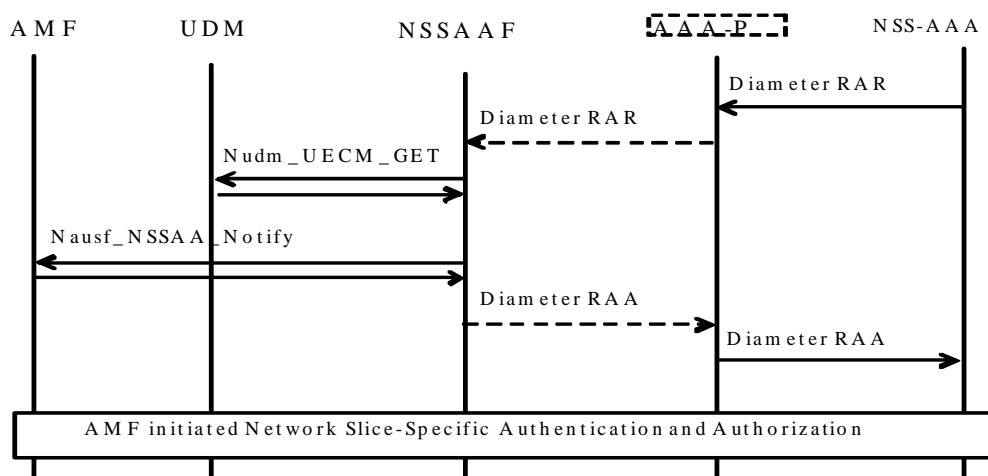 AMF UDM NSSAAF AAA-P NSS-AAA
Diameter RAR
Diameter RAR
Nudm_UECM_GET
Nausf_NSSAA_Notify
Diameter RAA
Diameter RAA
AMF initiated Network Slice-Specific Authentication and Authorization